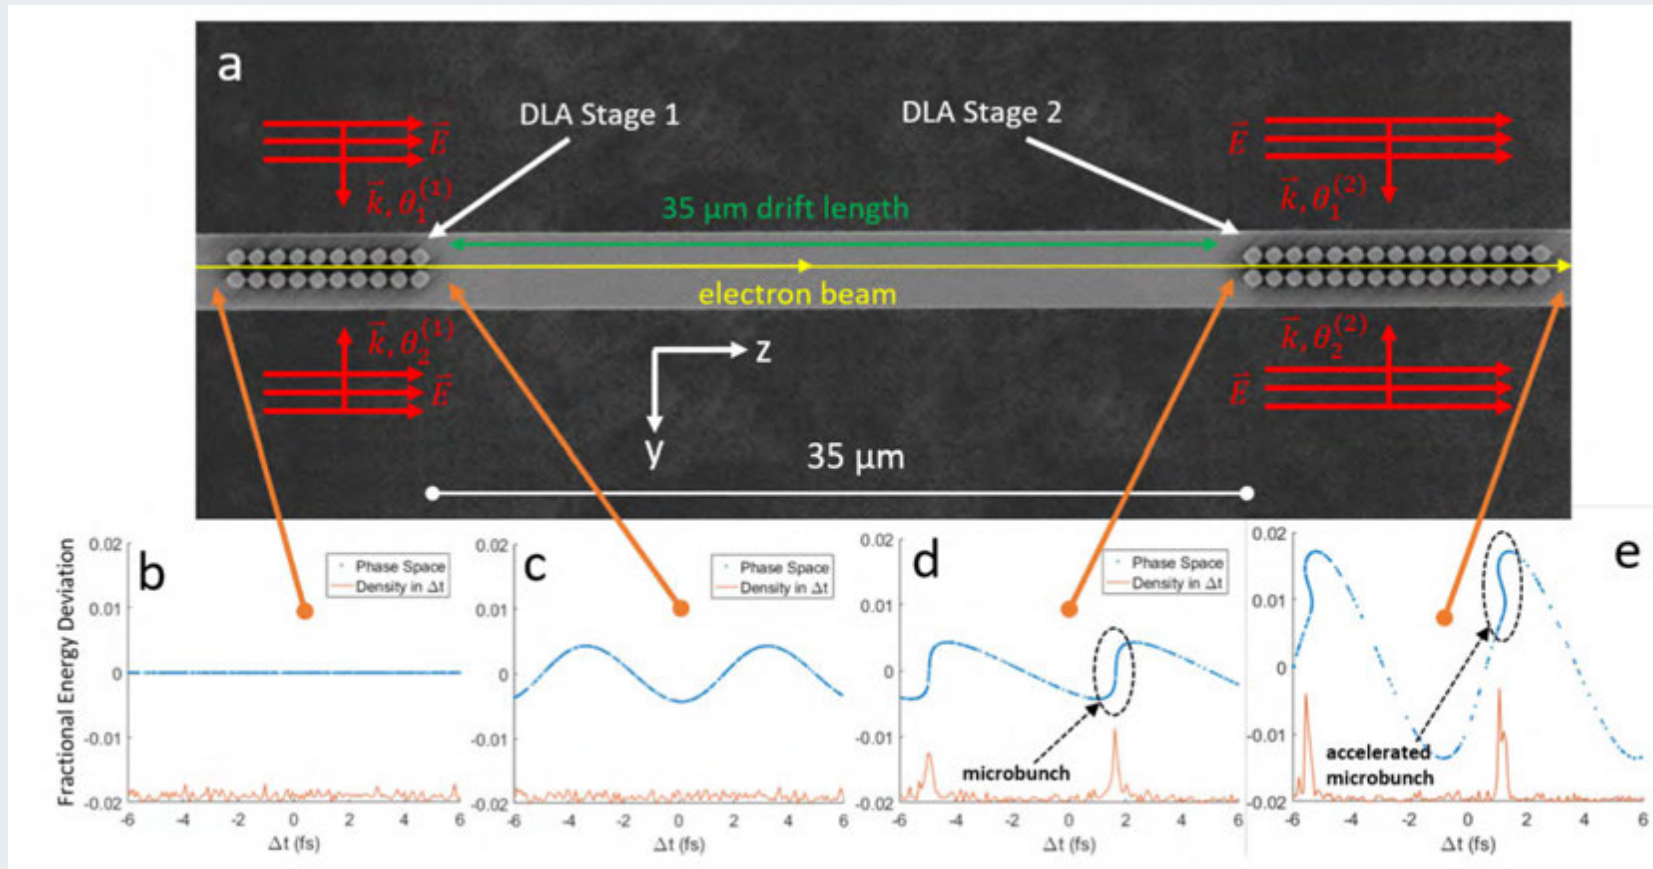 a
DLA Stage 1
DLA Stage 2
E⃗
k⃗, θ₁⁽¹⁾
E⃗
k⃗, θ₁⁽²⁾
35 μm drift length
electron beam
k⃗, θ₂⁽¹⁾
E⃗
k⃗, θ₂⁽²⁾
E⃗
z
y
35 μm
Fractional Energy Deviation
b
0.02
0.01
0
-0.01
-0.02
Phase Space
Density in Δt
-6 -4 -2 0 2 4 6
Δt (fs)
c
0.02
0.01
0
-0.01
-0.02
Phase Space
Density in Δt
-6 -4 -2 0 2 4 6
Δt (fs)
d
0.02
0.01
0
-0.01
-0.02
Phase Space
Density in Δt
microbunch
-6 -4 -2 0 2 4 6
Δt (fs)
e
0.02
0.01
0
-0.01
-0.02
accelerated
microbunch
-6 -4 -2 0 2 4 6
Δt (fs)